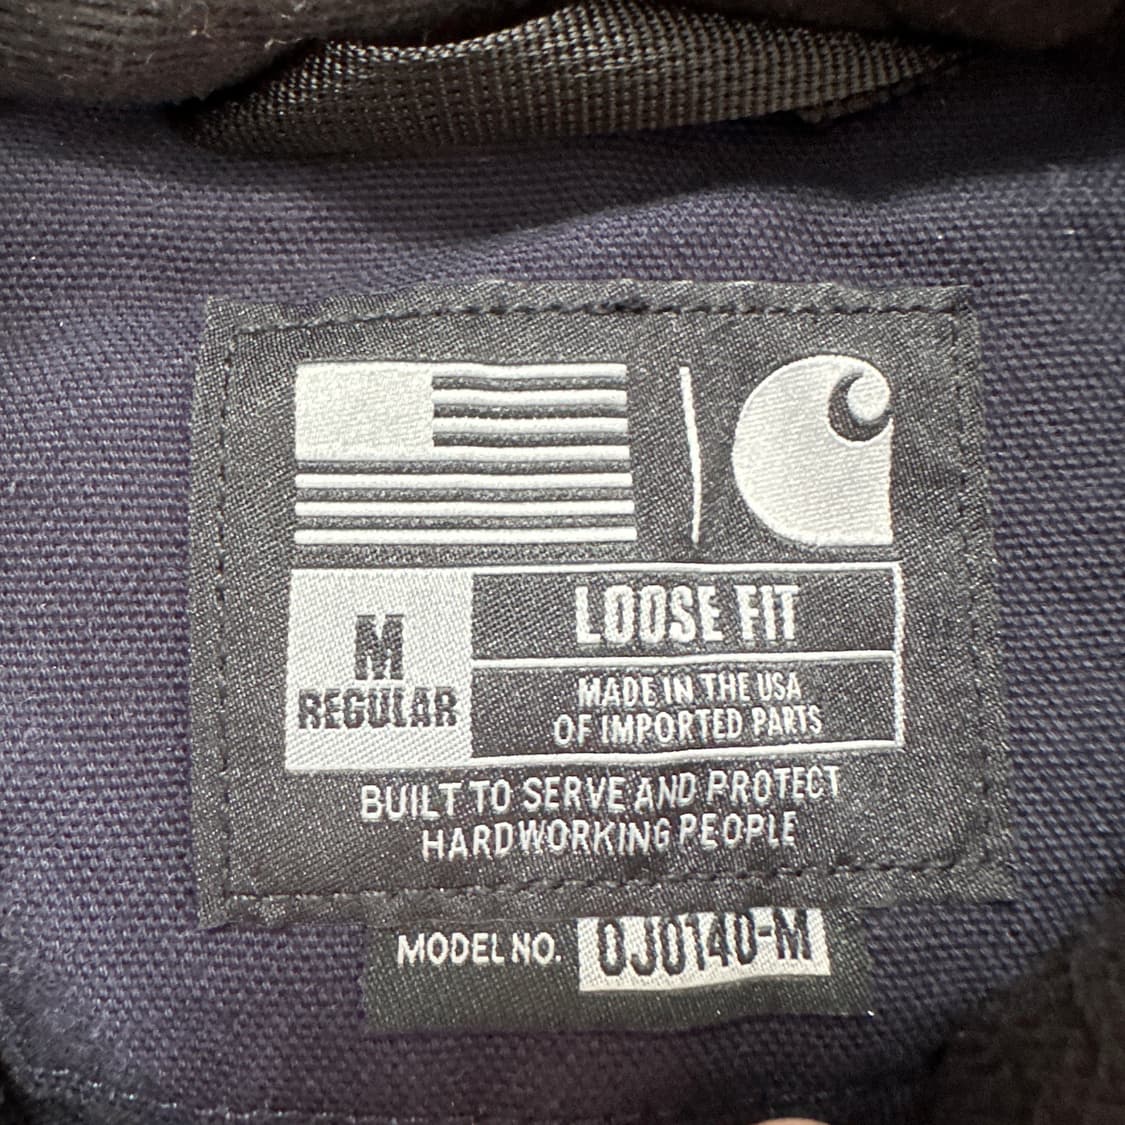 M
REGULAR
LOOSE FIT
MADE IN THE USA
OF IMPORTED PARTS
BUILT TO SERVE AND PROTECT
HARDWORKING PEOPLE
MODEL NO. OJ0140-M